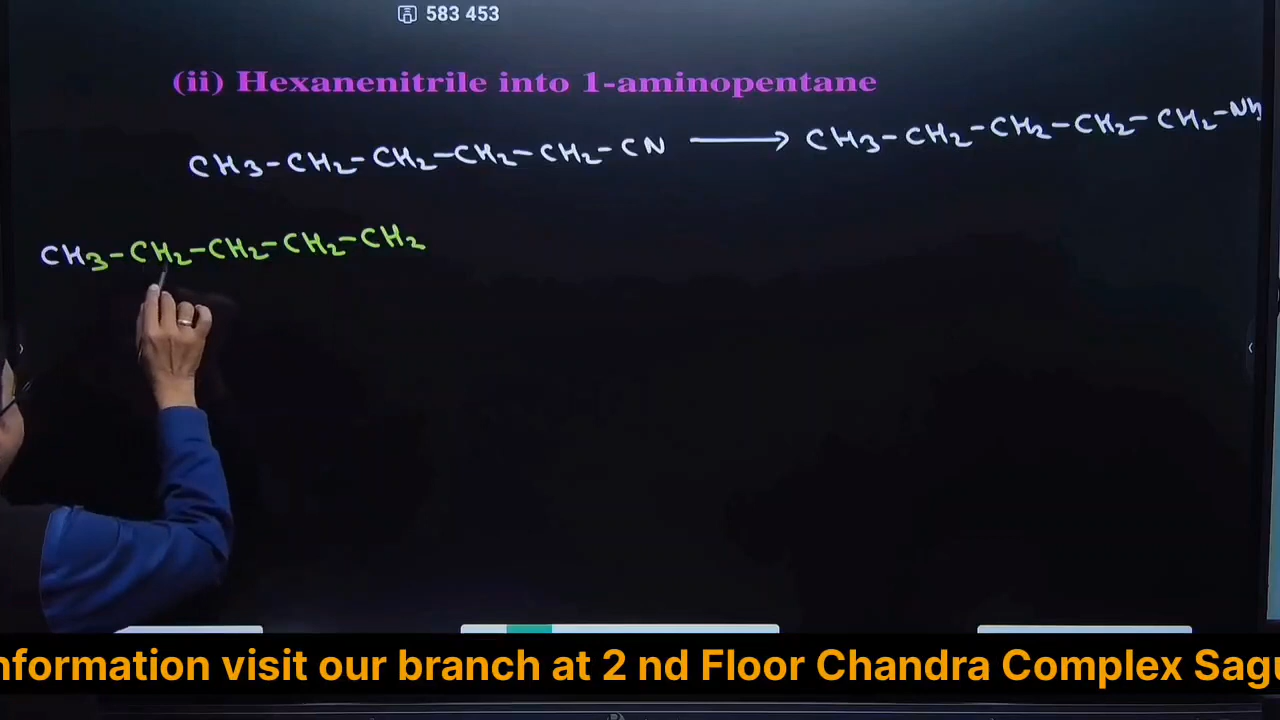 583 453
(ii) Hexanenitrile into 1-aminopentane
CH3-CH2-CH2-CH2-CH2-CN ⟶ CH3-CH2-CH2-CH2-CH2-NH2
CH3-CH2-CH2-CH2-CH2
nformation visit our branch at 2 nd Floor Chandra Complex Sagu